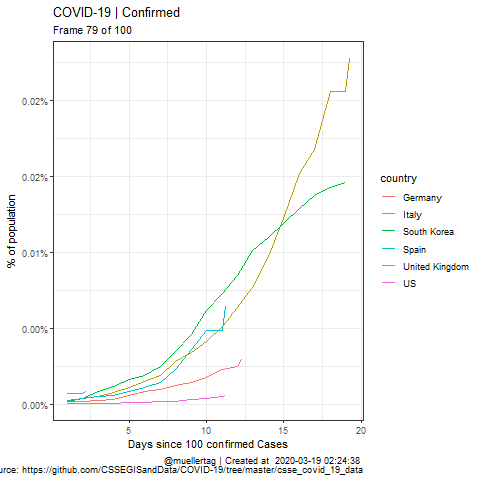 COVID-19 | Confirmed
Frame 79 of 100
0.02%
0.02%
0.01%
0.00%
0.00%
% of population
5
10
15
20
Days since 100 confirmed Cases
country
Germany
Italy
South Korea
Spain
United Kingdom
US
@muellertag | Created at 2020-03-19 02:24:38
urce: https://github.com/CSSEGISandData/COVID-19/tree/master/csse_covid_19_data